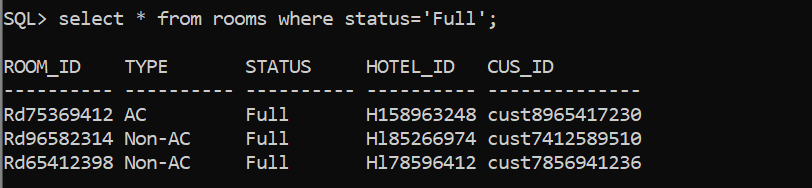 SQL> select * from rooms where status='Full';
ROOM_ID    TYPE       STATUS     HOTEL_ID   CUS_ID
---------- ---------- ---------- ---------- --------------
Rd75369412 AC         Full       H158963248 cust8965417230
Rd96582314 Non-AC     Full       Hl85266974 cust7412589510
Rd65412398 Non-AC     Full       Hl78596412 cust7856941236